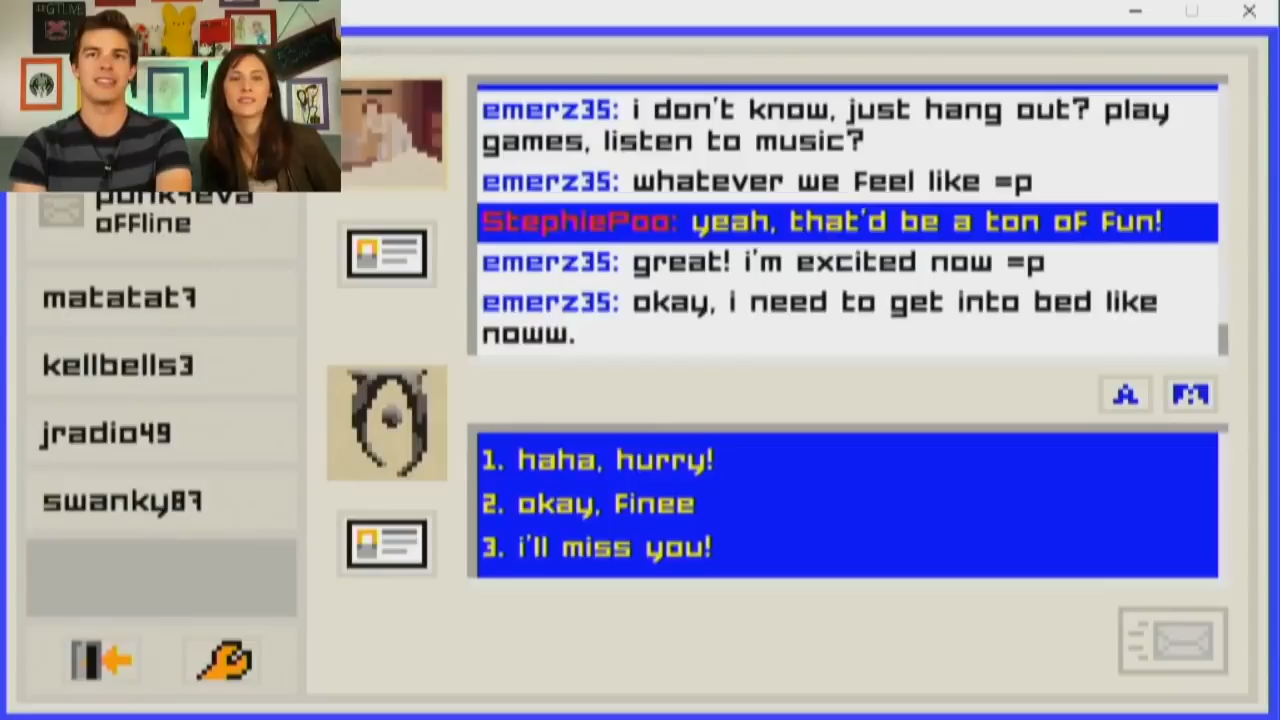 #GTLIVE
emerz35: i don't know, just hang out? play
games, listen to music?
emerz35: whatever we feel like =p
StephiePoo: yeah, that'd be a ton of fun!
emerz35: great! i'm excited now =p
emerz35: okay, i need to get into bed like
noww.
punk4eva
offline
matatat7
kellbells3
jradio49
swanky87
A M
1. haha, hurry!
2. okay, finee
3. i'll miss you!